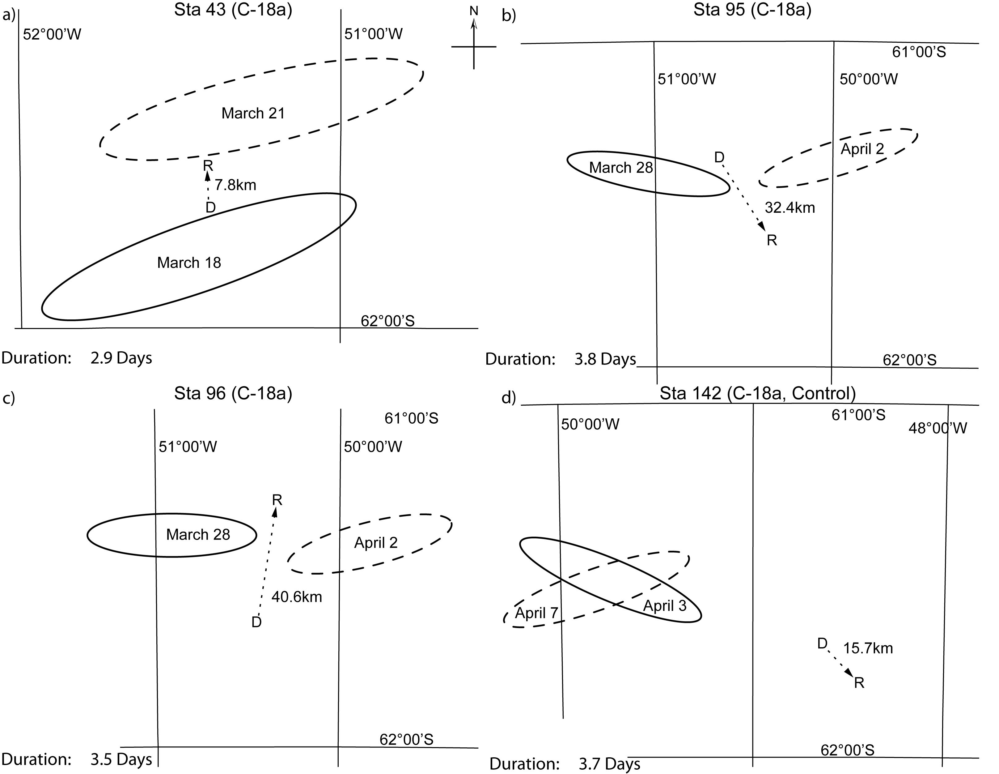 a)
Sta 43 (C-18a)
52°00'W
51°00'W
N
March 21
R
7.8km
D
March 18
62°00'S
Duration: 2.9 Days
b)
Sta 95 (C-18a)
61°00'S
51°00'W
50°00'W
March 28
D
April 2
32.4km
R
62°00'S
Duration: 3.8 Days
c)
Sta 96 (C-18a)
61°00'S
51°00'W
50°00'W
R
March 28
April 2
40.6km
D
62°00'S
Duration: 3.5 Days
d)
Sta 142 (C-18a, Control)
61°00'S
50°00'W
48°00'W
April 7
April 3
D
15.7km
R
62°00'S
Duration: 3.7 Days